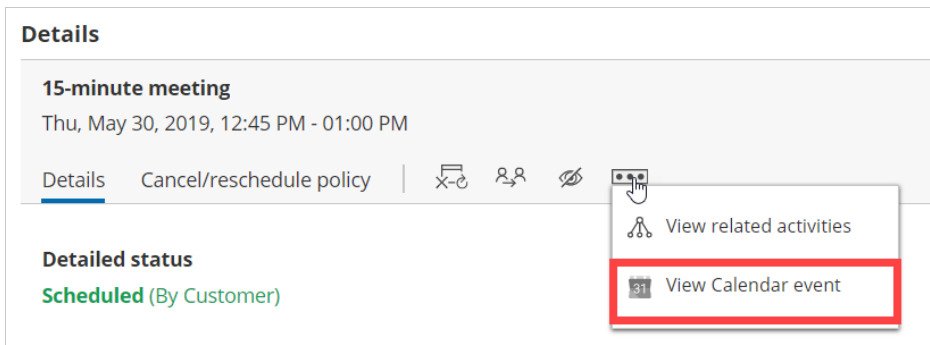 Details
15-minute meeting
Thu, May 30, 2019, 12:45 PM - 01:00 PM
Details Cancel/reschedule policy
View related activities
31 View Calendar event
Detailed status
Scheduled (By Customer)